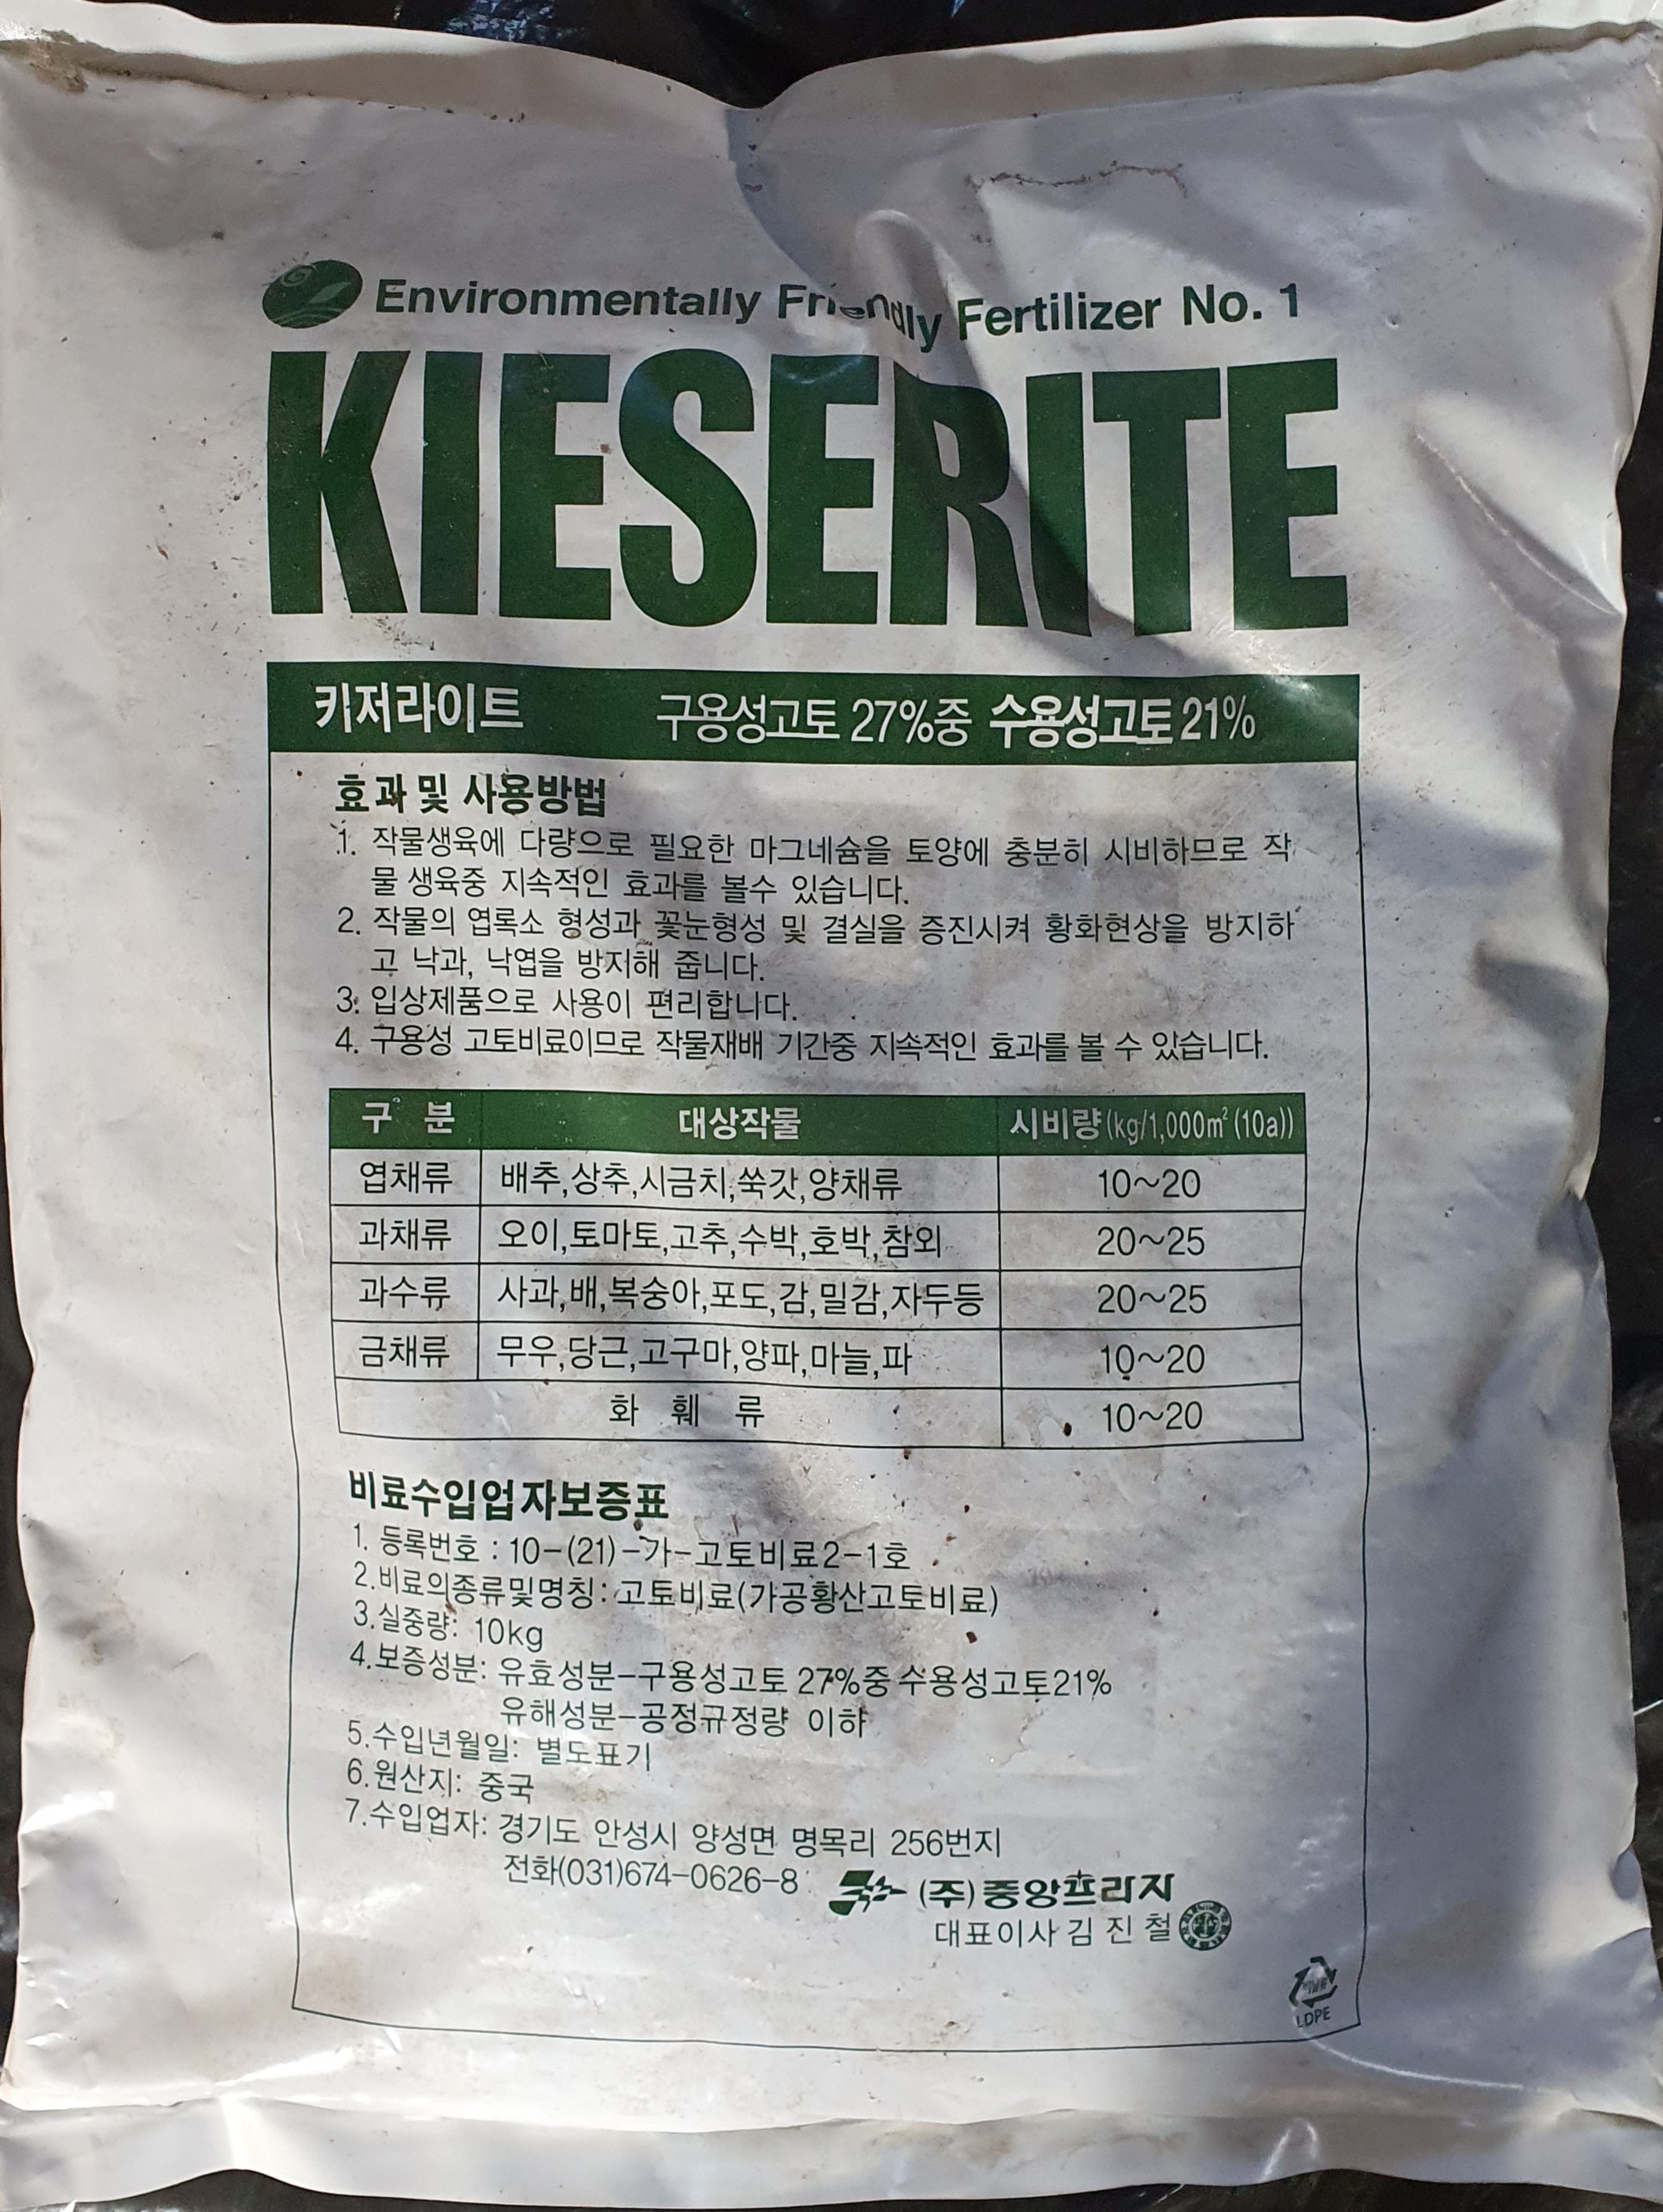 Environmentally Friendly Fertilizer No. 1
KIESERITE
키저라이트 구용성고토 27%중 수용성고토 21%
효과 및 사용방법
1. 작물생육에 다량으로 필요한 마그네슘을 토양에 충분히 시비하므로 작
물 생육중 지속적인 효과를 볼수 있습니다.
2. 작물의 엽록소 형성과 꽃눈형성 및 결실을 증진시켜 황화현상을 방지하
고 낙과, 낙엽을 방지해 줍니다.
3. 입상제품으로 사용이 편리합니다.
4. 구용성 고토비료이므로 작물재배 기간중 지속적인 효과를 볼 수 있습니다.
구 분 대상작물 시비량 (kg/1,000㎡ (10a))
엽채류 배추,상추,시금치,쑥갓,양채류 10~20
과채류 오이,토마토,고추,수박,호박,참외 20~25
과수류 사과,배,복숭아,포도,감,밀감,자두등 20~25
금채류 무우,당근,고구마,양파,마늘,파 10~20
화 훼 류 10~20
비료수입업자보증표
1. 등록번호 : 10-(21)-가-고토비료2-1호
2.비료의종류및명칭: 고토비료(가공황산고토비료)
3.실중량: 10kg
4.보증성분: 유효성분-구용성고토 27%중 수용성고토21%
유해성분-공정규정량 이하
5.수입년월일: 별도표기
6.원산지: 중국
7.수입업자: 경기도 안성시 양성면 명목리 256번지
전화(031)674-0626-8
(주)중앙프라자
대표이사 김 진 철
LDPE